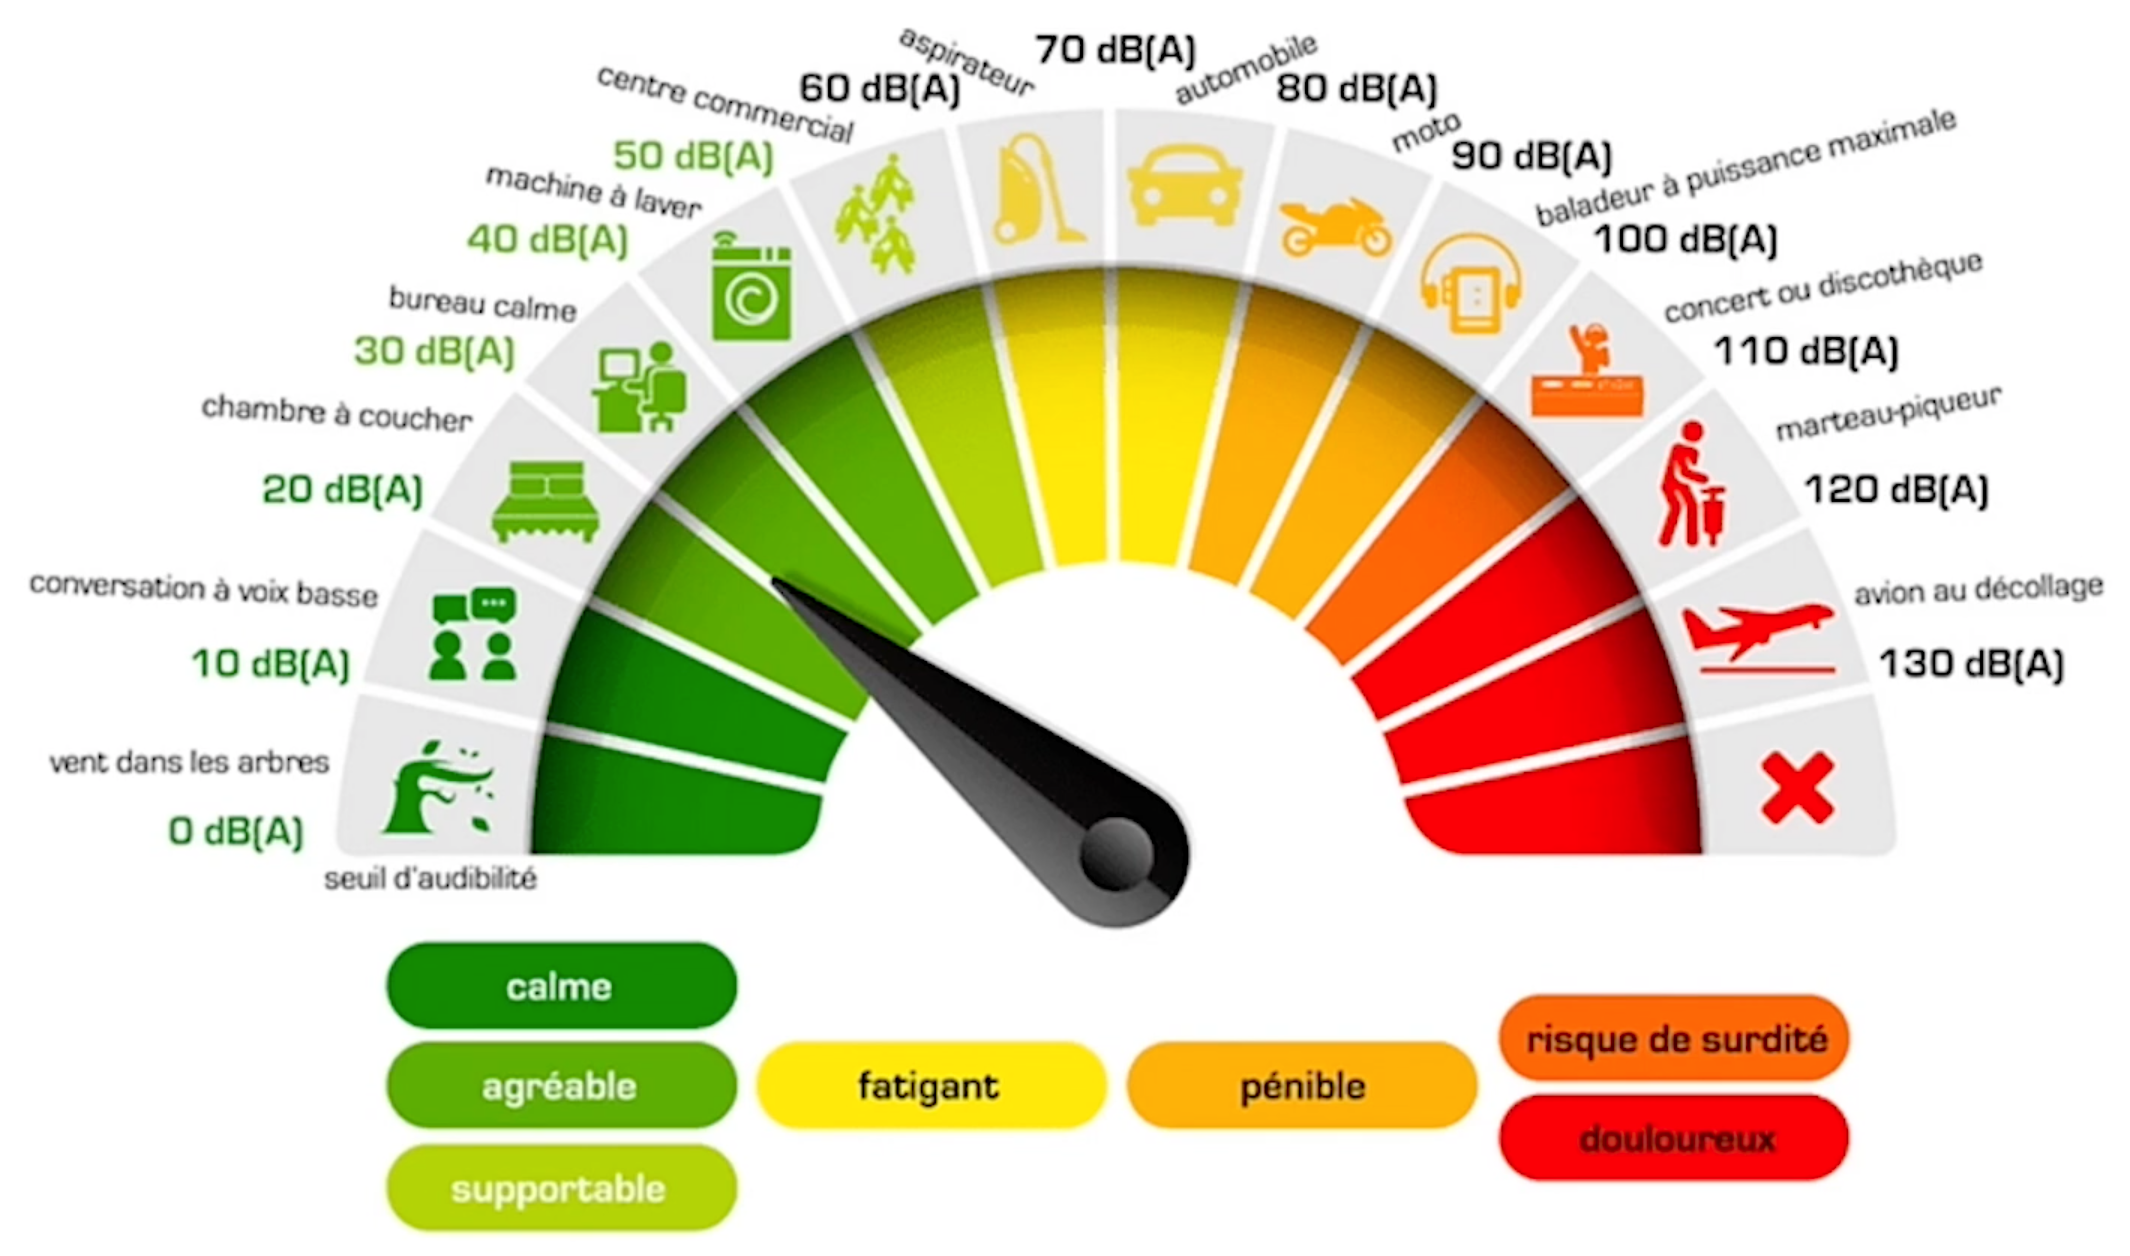 seuil d'audibilité
0 dB(A)
vent dans les arbres
10 dB(A)
conversation à voix basse
20 dB(A)
chambre à coucher
30 dB(A)
bureau calme
40 dB(A)
machine à laver
50 dB(A)
centre commercial
60 dB(A)
aspirateur
70 dB(A)
automobile
80 dB(A)
moto
90 dB(A)
baladeur à puissance maximale
100 dB(A)
concert ou discothèque
110 dB(A)
marteau-piqueur
120 dB(A)
avion au décollage
130 dB(A)
calme
agréable
supportable
fatigant
pénible
risque de surdité
douloureux